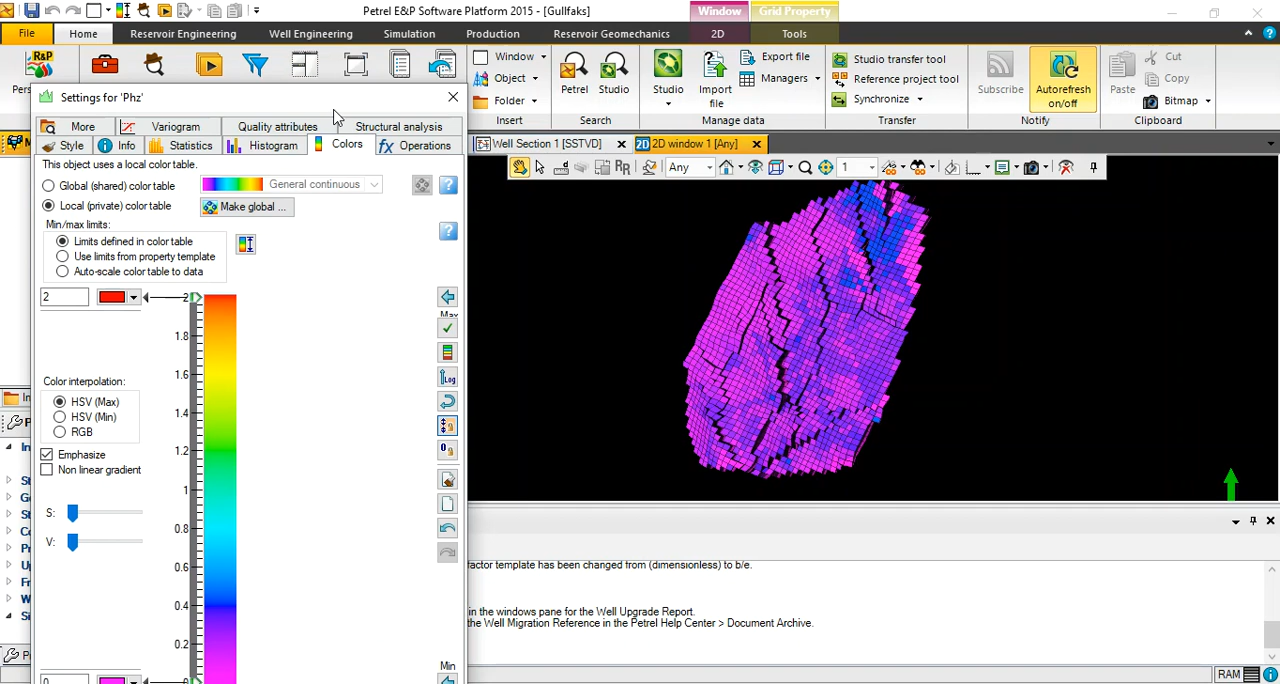 Petrel E&P Software Platform 2015 - [Gullfaks]
Window
Grid Property
File
Home
Reservoir Engineering
Well Engineering
Simulation
Production
Reservoir Geomechanics
2D
Tools
R&P
Pers
Window
Object
Folder
Petrel
Studio
Studio
Import file
Export file
Managers
Studio transfer tool
Reference project tool
Synchronize
Subscribe
Autorefresh on/off
Paste
Cut
Copy
Bitmap
Insert
Search
Manage data
Transfer
Notify
Clipboard
Settings for 'Phz'
More
Variogram
Quality attributes
Structural analysis
Style
Info
Statistics
Histogram
Colors
Operations
Well Section 1 [SSTVD]
2D window 1 [Any]
Any
1
This object uses a local color table.
Global (shared) color table
General continuous
Local (private) color table
Make global ...
Min/max limits:
Limits defined in color table
Use limits from property template
Auto-scale color table to data
2
2
Max
1.8
1.6
Color interpolation:
HSV (Max)
HSV (Min)
RGB
1.4
Log
1.2
Emphasize
Non linear gradient
1
S:
0.8
V:
0.6
0.4
0.2
Min
0
factor template has been changed from (dimensionless) to b/e.
in the windows pane for the Well Upgrade Report.
the Well Migration Reference in the Petrel Help Center > Document Archive.
RAM